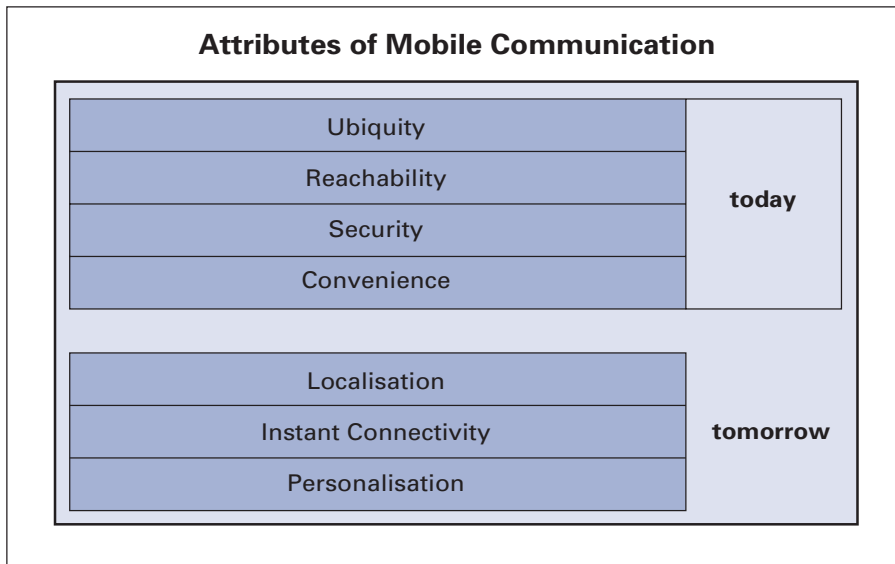 Attributes of Mobile Communication
Ubiquity
Reachability
Security
Convenience
today
Localisation
Instant Connectivity
Personalisation
tomorrow